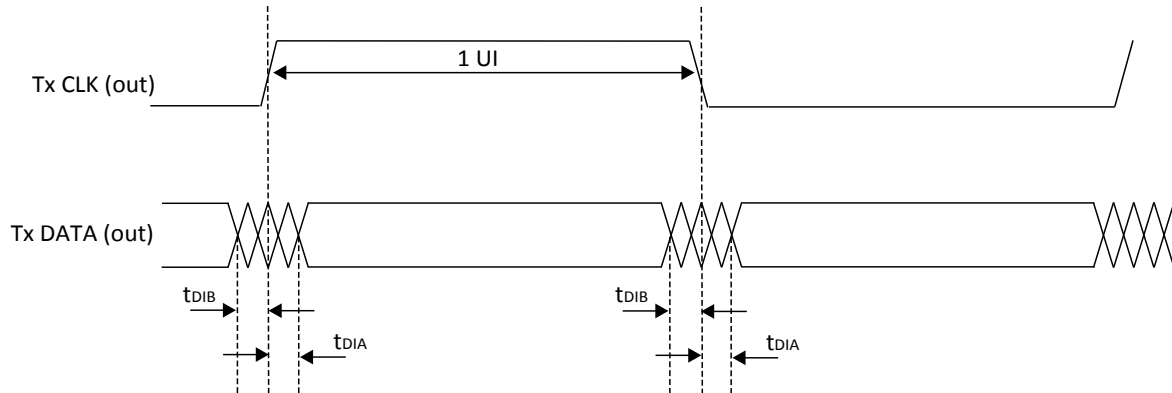 1 UI
Tx CLK (out)
Tx DATA (out)
tDIB
tDIB
tDIA
tDIA